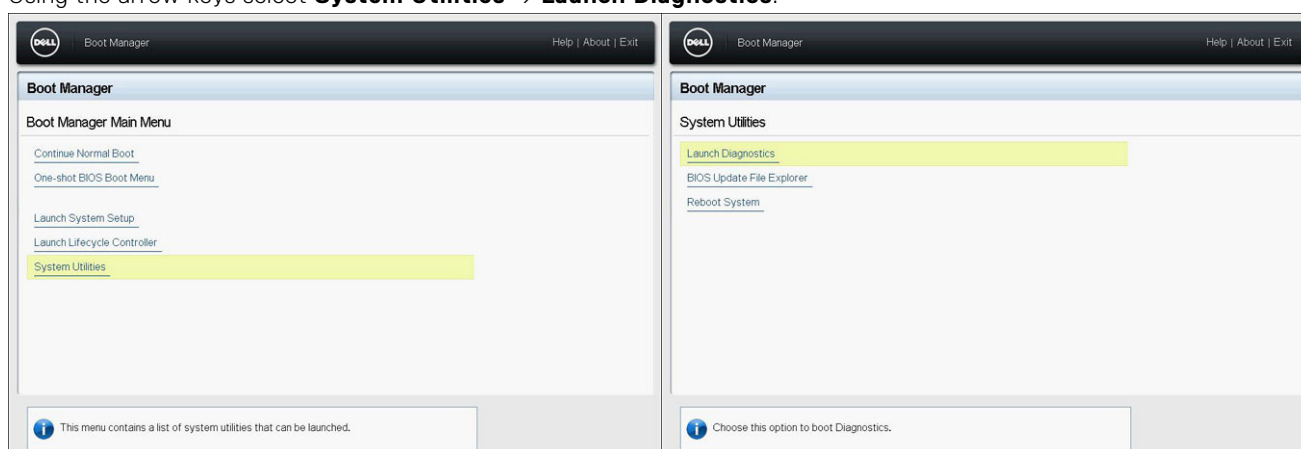 Using the arrow keys select System Utilities → Launch Diagnostics.
DELL
Boot Manager
Help | About | Exit
Boot Manager
Boot Manager Main Menu
Continue Normal Boot
One-shot BIOS Boot Menu
Launch System Setup
Launch Lifecycle Controller
System Utilities
This menu contains a list of system utilities that can be launched.
DELL
Boot Manager
Help | About | Exit
Boot Manager
System Utilities
Launch Diagnostics
BIOS Update File Explorer
Reboot System
Choose this option to boot Diagnostics.